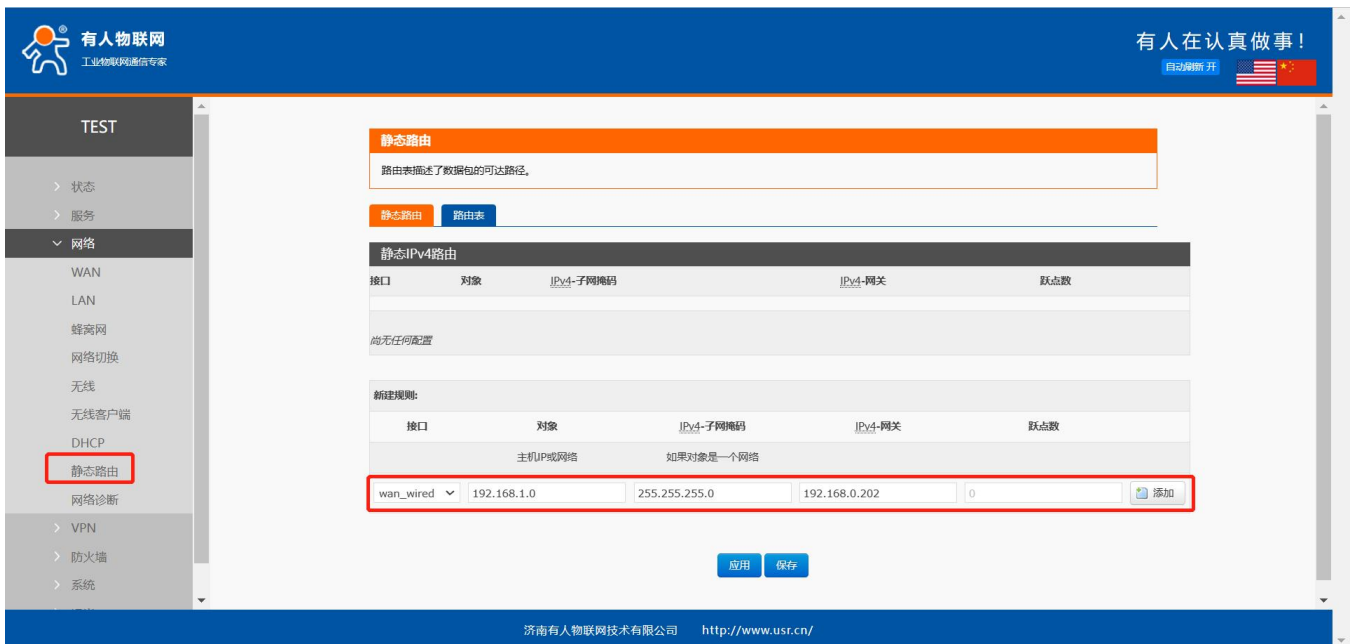 有人物联网
工业物联网通信专家
有人在认真做事！
自动刷新 开
TEST
状态
服务
网络
WAN
LAN
蜂窝网
网络切换
无线
无线客户端
DHCP
静态路由
网络诊断
VPN
防火墙
系统
静态路由
路由表描述了数据包的可达路径。
静态路由 路由表
静态IPv4路由
接口 对象 IPv4-子网掩码 IPv4-网关 跃点数
尚无任何配置
新建规则:
接口 对象 IPv4-子网掩码 IPv4-网关 跃点数
主机IP或网络 如果对象是一个网络
wan_wired 192.168.1.0 255.255.255.0 192.168.0.202 0 添加
应用 保存
济南有人物联网技术有限公司 http://www.usr.cn/